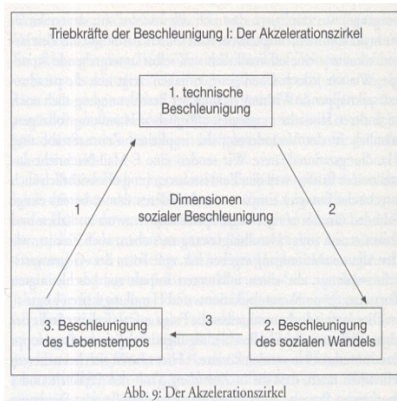 Triebkräfte der Beschleunigung I: Der Akzelerationszirkel
1. technische
Beschleunigung
1
Dimensionen
sozialer Beschleunigung
2
3. Beschleunigung
des Lebenstempos
3
2. Beschleunigung
des sozialen Wandels
Abb. 9: Der Akzelerationszirkel